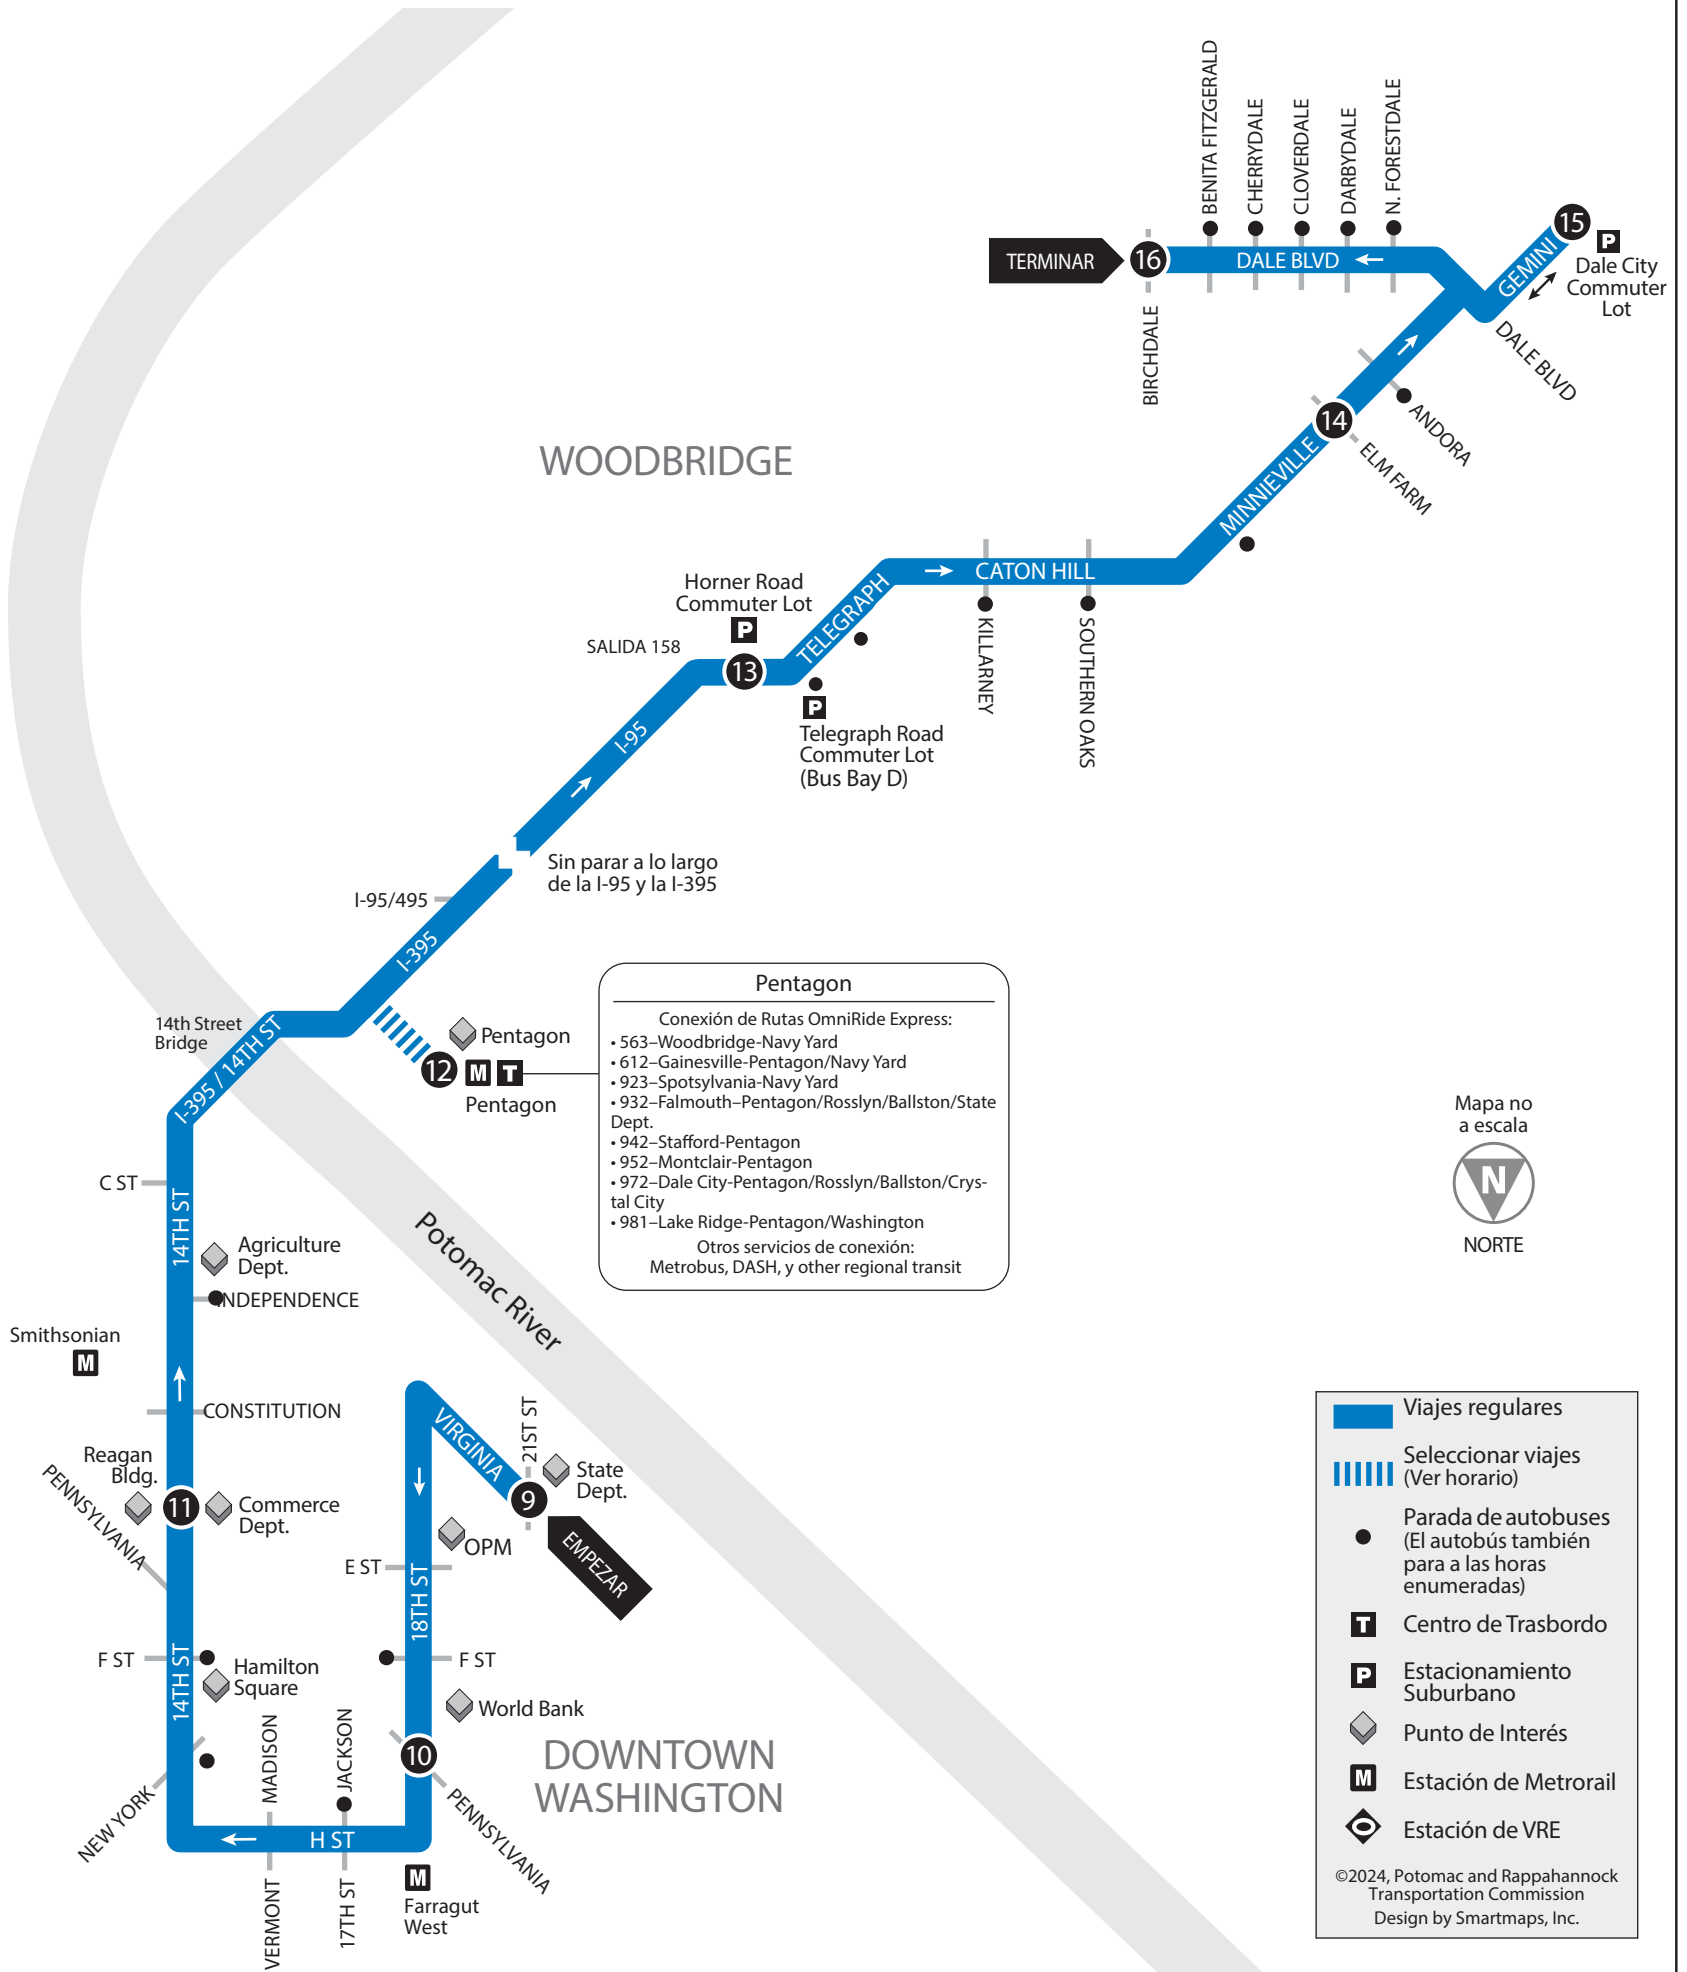 BENITA FITZGERALD
CHERRYDALE
CLOVERDALE
DARBYDALE
N. FORESTDALE
TERMINAR
16
DALE BLVD
BIRCHDALE
15
P
GEMINI
Dale City
Commuter
Lot
DALE BLVD
ANDORA
14
ELM FARM
MINNIEVILLE
WOODBRIDGE
CATON HILL
KILLARNEY
SOUTHERN OAKS
Horner Road
Commuter Lot
P
SALIDA 158
13
TELEGRAPH
P
Telegraph Road
Commuter Lot
(Bus Bay D)
I-95
Sin parar a lo largo
de la I-95 y la I-395
I-95/495
I-395
14th Street
Bridge
I-395 / 14TH ST
Pentagon
12
M
T
Pentagon
Pentagon
Conexión de Rutas OmniRide Express:
• 563–Woodbridge-Navy Yard
• 612–Gainesville-Pentagon/Navy Yard
• 923–Spotsylvania-Navy Yard
• 932–Falmouth–Pentagon/Rosslyn/Ballston/State
Dept.
• 942–Stafford-Pentagon
• 952–Montclair-Pentagon
• 972–Dale City-Pentagon/Rosslyn/Ballston/Crys-
tal City
• 981–Lake Ridge-Pentagon/Washington
Otros servicios de conexión:
Metrobus, DASH, y other regional transit
Mapa no
a escala
N
NORTE
C ST
14TH ST
Agriculture
Dept.
INDEPENDENCE
Potomac River
Smithsonian
M
CONSTITUTION
Reagan
Bldg.
PENNSYLVANIA
11
Commerce
Dept.
VIRGINIA
21ST ST
State
Dept.
9
EMPEZAR
OPM
E ST
18TH ST
F ST
14TH ST
Hamilton
Square
F ST
World Bank
10
MADISON
JACKSON
NEW YORK
H ST
PENNSYLVANIA
VERMONT
17TH ST
M
Farragut
West
DOWNTOWN
WASHINGTON
Viajes regulares
Seleccionar viajes
(Ver horario)
Parada de autobuses
(El autobús también
para a las horas
enumeradas)
T
Centro de Trasbordo
P
Estacionamiento
Suburbano
Punto de Interés
M
Estación de Metrorail
Estación de VRE
©2024, Potomac and Rappahannock
Transportation Commission
Design by Smartmaps, Inc.